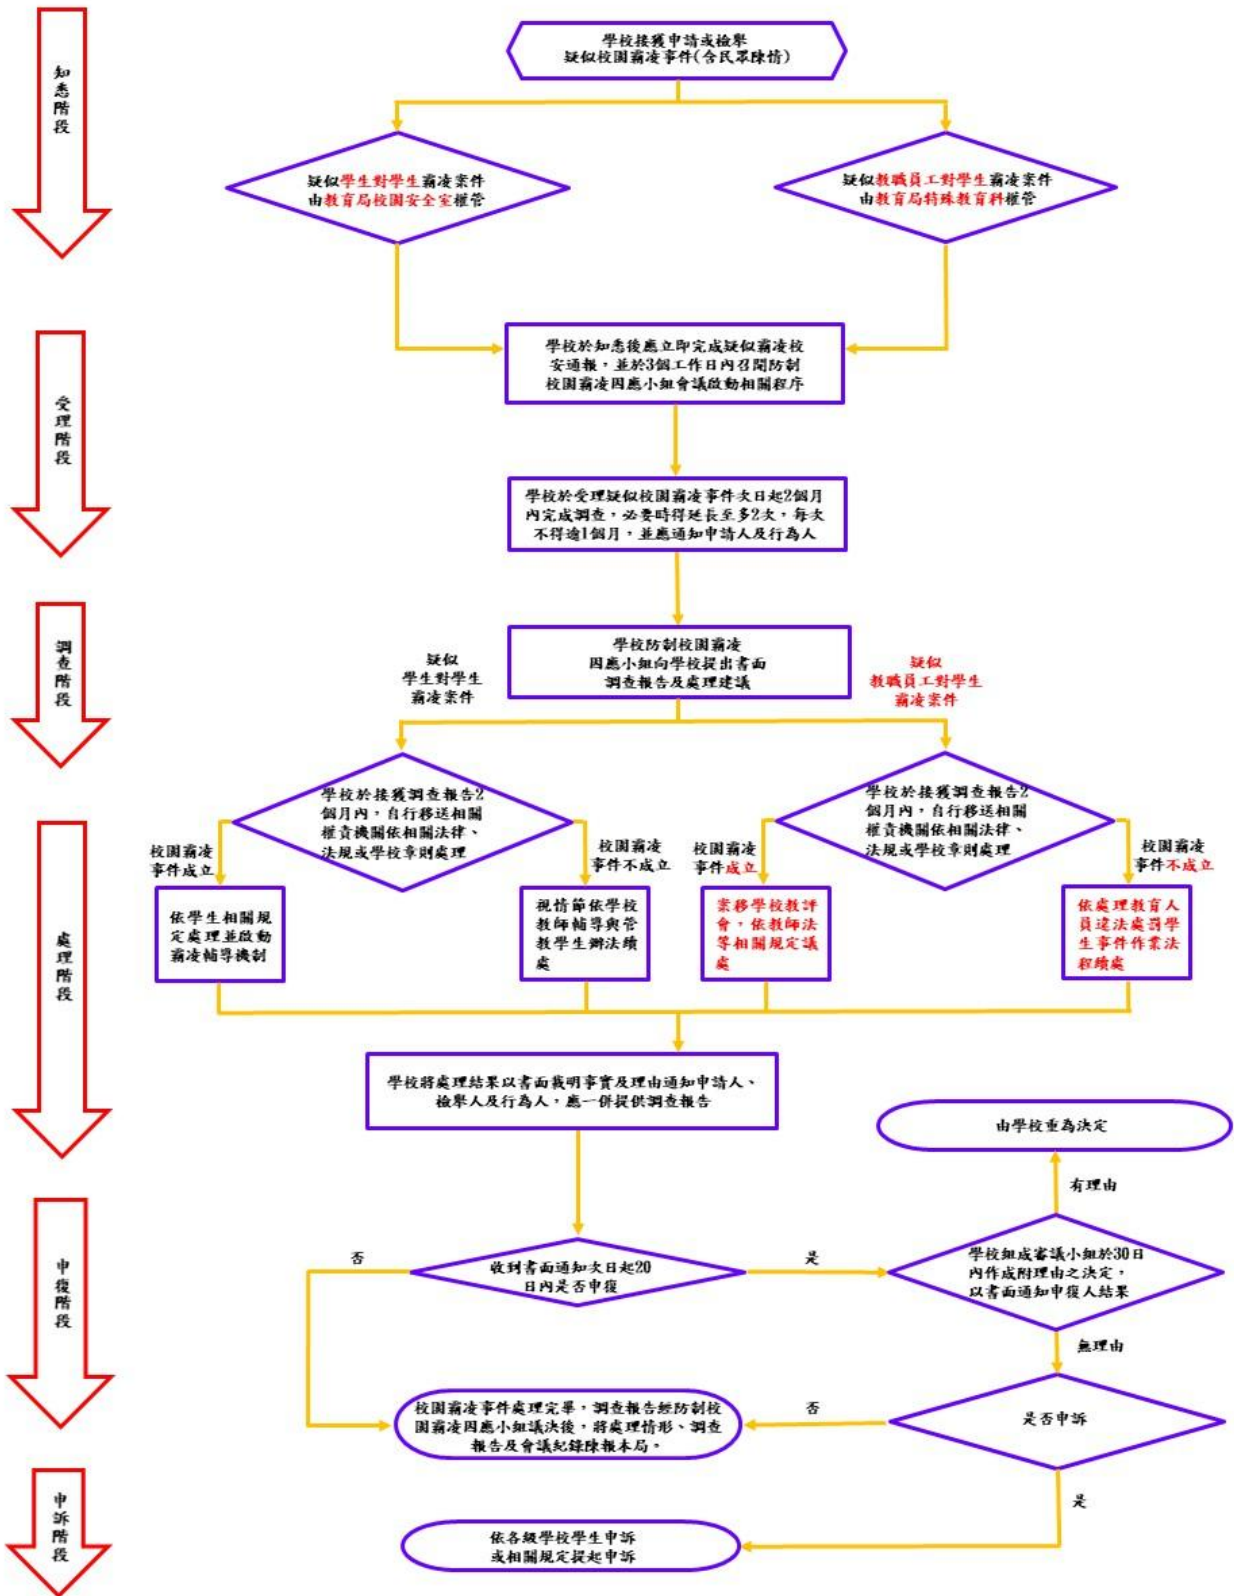 知悉階段
學校接獲申請或檢舉
疑似校園霸凌事件(含民眾陳情)
疑似學生對學生霸凌案件
由教育局校園安全室權管
疑似教職員工對學生霸凌案件
由教育局特殊教育科權管
受理階段
學校於知悉後應立即完成疑似霸凌校
安通報，並於3個工作日內召開防制
校園霸凌因應小組會議啟動相關程序
學校於受理疑似校園霸凌事件次日起2個月
內完成調查，必要時得延長至多2次，每次
不得逾1個月，並應通知申請人及行為人
調查階段
學校防制校園霸凌
因應小組向學校提出書面
調查報告及處理建議
疑似
學生對學生
霸凌案件
疑似
教職員工對學生
霸凌案件
處理階段
學校於接獲調查報告2
個月內，自行移送相關
權責機關依相關法律、
法規或學校章則處理
學校於接獲調查報告2
個月內，自行移送相關
權責機關依相關法律、
法規或學校章則處理
校園霸凌
事件成立
校園霸凌
事件不成立
校園霸凌
事件成立
校園霸凌
事件不成立
依學生相關規
定處理並啟動
霸凌輔導機制
視情節依學校
教師輔導與管
教學生辦法續
處
案移學校教評
會，依教師法
等相關規定議
處
依處理教育人
員違法處罰學
生事件作業法
程續處
學校將處理結果以書面載明事實及理由通知申請人、
檢舉人及行為人，應一併提供調查報告
申復階段
由學校重為決定
有理由
收到書面通知次日起20
日內是否申復
否
是
學校組成審議小組於30日
內作成附理由之決定，
以書面通知申復人結果
無理由
校園霸凌事件處理完畢，調查報告經防制校
園霸凌因應小組議決後，將處理情形、調查
報告及會議紀錄陳報本局。
否
是否申訴
是
申訴階段
依各級學校學生申訴
或相關規定提起申訴